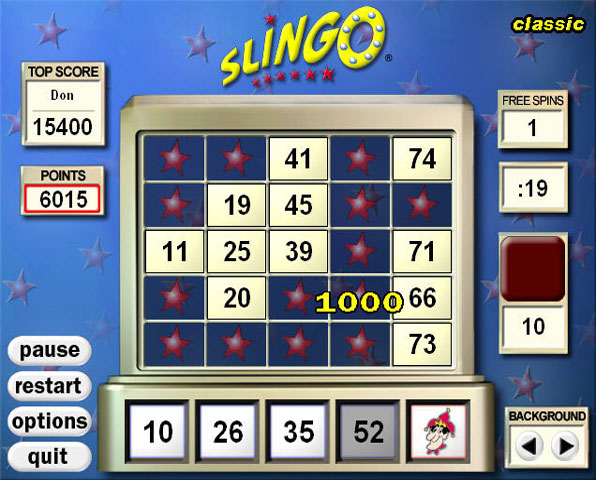 SLINGO®
classic
TOP SCORE
Don
15400
POINTS
6015
FREE SPINS
1
:19
10
41 74
19 45
11 25 39 71
20 1000 66
73
pause
restart
options
quit
10 26 35 52
BACKGROUND